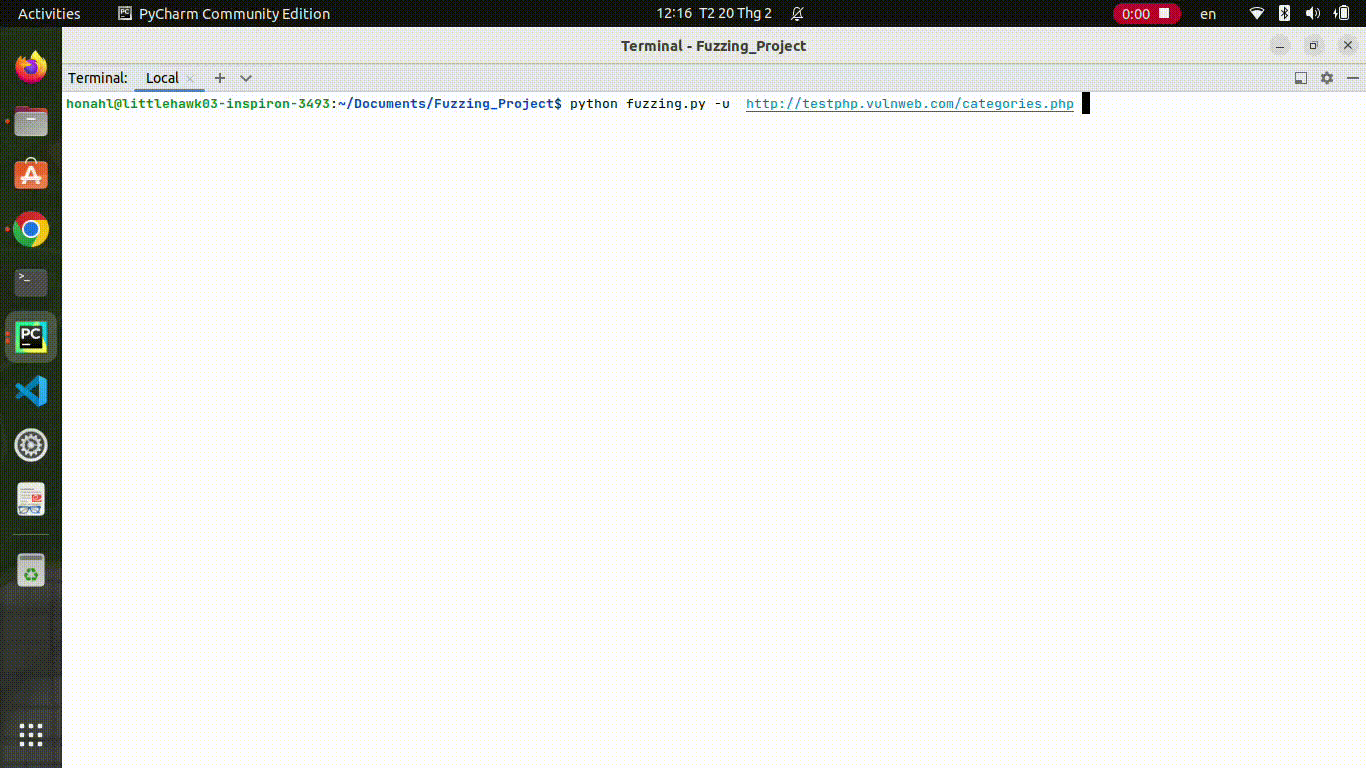 Activities PyCharm Community Edition 12:16 T2 20 Thg 2 0:00 en
Terminal - Fuzzing_Project
Terminal: Local
honahl@littlehawk03-inspiron-3493:~/Documents/Fuzzing_Project$ python fuzzing.py -u  http://testphp.vulnweb.com/categories.php
>_
PC